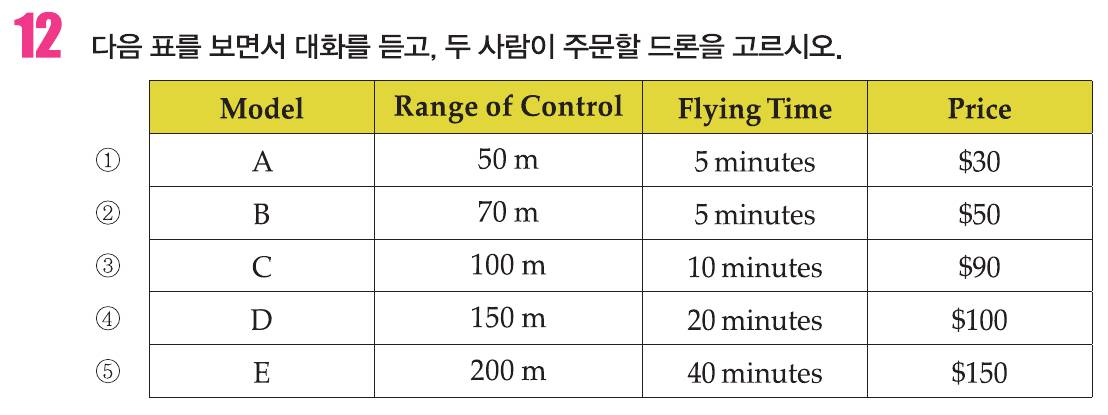 12 다음 표를 보면서 대화를 듣고, 두 사람이 주문할 드론을 고르시오.
Model Range of Control Flying Time Price
① A 50 m 5 minutes $30
② B 70 m 5 minutes $50
③ C 100 m 10 minutes $90
④ D 150 m 20 minutes $100
⑤ E 200 m 40 minutes $150